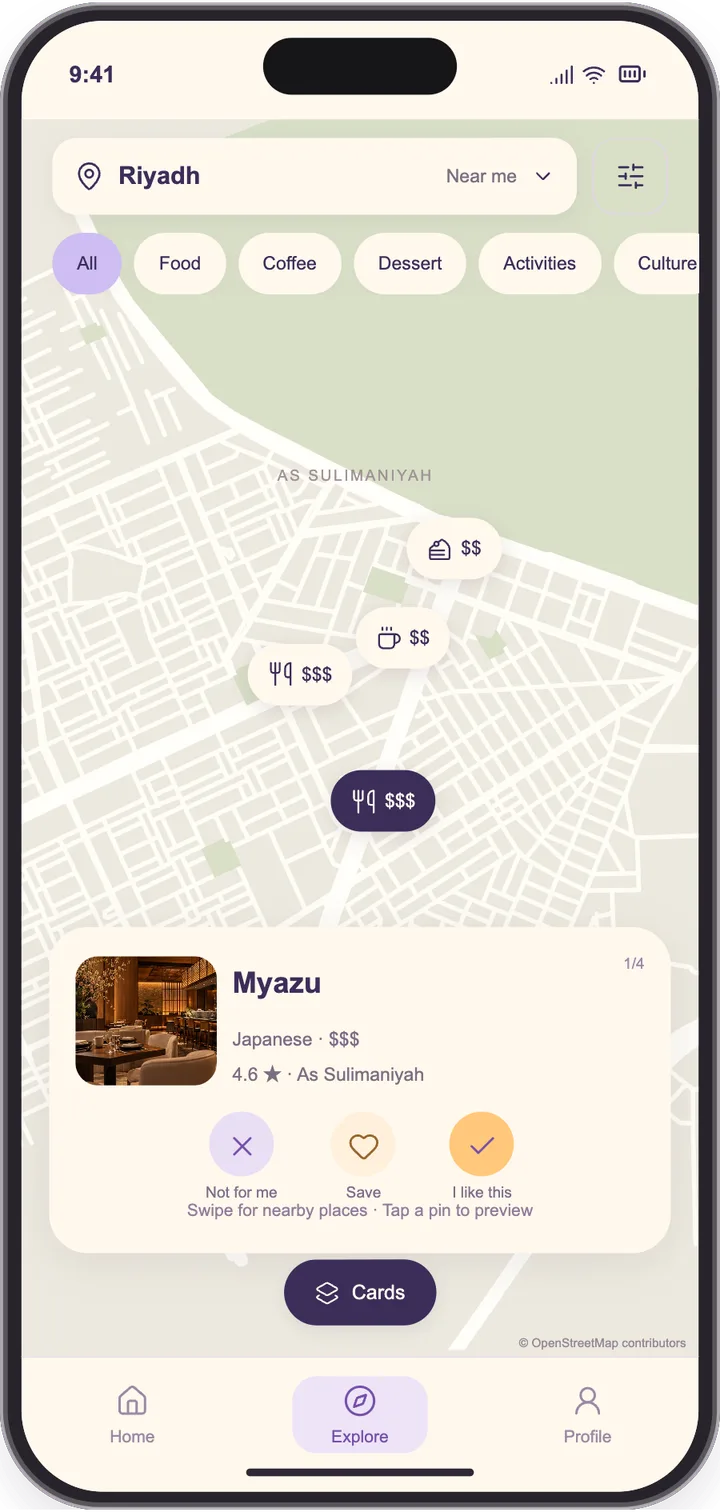 9:41
Riyadh Near me
All Food Coffee Dessert Activities Culture
AS SULIMANIYAH
$$
$$
$$$
$$$
1/4
Myazu
Japanese · $$$
4.6 ★ · As Sulimaniyah
Not for me Save I like this
Swipe for nearby places · Tap a pin to preview
Cards
© OpenStreetMap contributors
Home Explore Profile